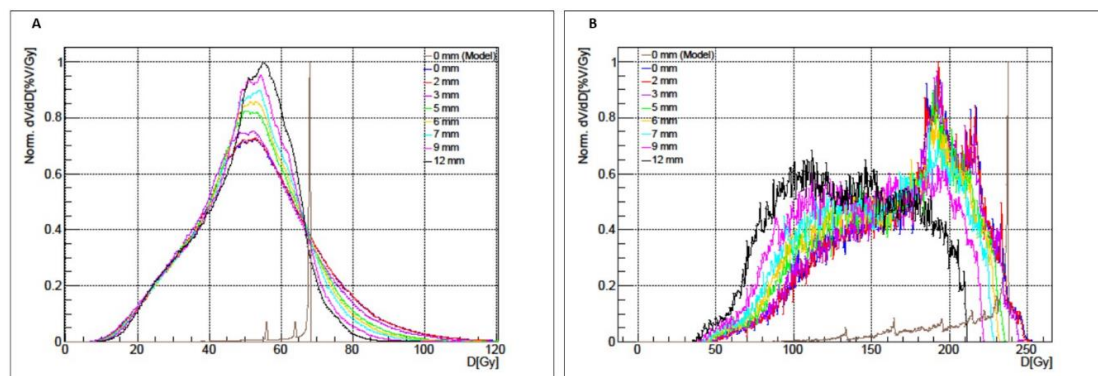 A
Norm. dV/dD[%V/Gy]
1
0.8
0.6
0.4
0.2
0
0 mm (Model)
0 mm
2 mm
3 mm
5 mm
6 mm
7 mm
9 mm
12 mm
0 20 40 60 80 100 120
D[Gy]
B
Norm. dV/dD[%V/Gy]
1
0.8
0.6
0.4
0.2
0
0 mm (Model)
0 mm
2 mm
3 mm
5 mm
6 mm
7 mm
9 mm
12 mm
0 50 100 150 200 250
D[Gy]